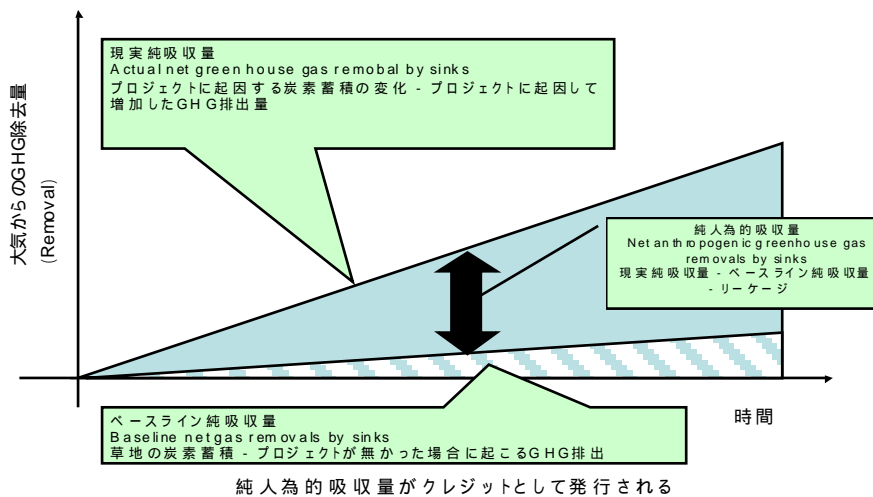 大気からのGHG除去量
(Removal)
現実純吸収量
Actual net green house gas remobal by sinks
プロジェクトに起因する炭素蓄積の変化 - プロジェクトに起因して
増加したGHG排出量
純人為的吸収量
Net anthropogenic greenhouse gas
removals by sinks
現実純吸収量 - ベースライン純吸収量
- リーケージ
時間
ベースライン純吸収量
Baseline net gas removals by sinks
草地の炭素蓄積 - プロジェクトが無かった場合に起こるGHG排出
純人為的吸収量がクレジットとして発行される